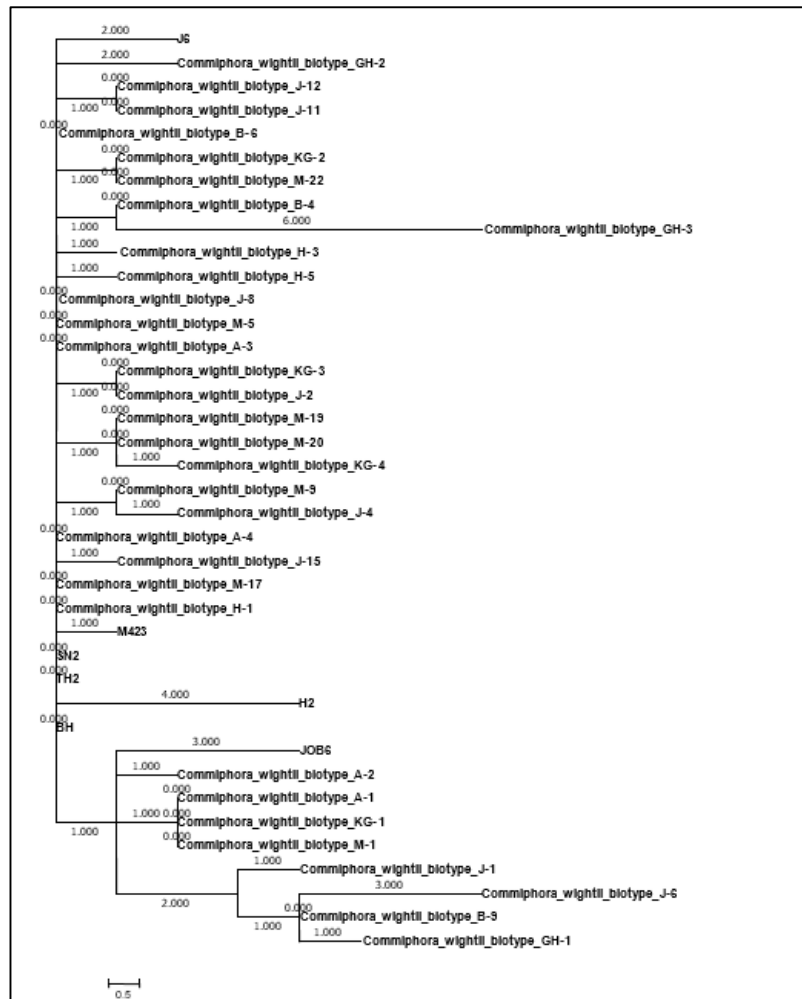 2.000
J6
2.000
Commiphora_wightii_biotype_GH-2
0.000
Commiphora_wightii_biotype_J-12
0.000
1.000
Commiphora_wightii_biotype_J-11
0.000
Commiphora_wightii_biotype_B-6
0.000
Commiphora_wightii_biotype_KG-2
0.000
1.000
Commiphora_wightii_biotype_M-22
0.000
Commiphora_wightii_biotype_B-4
1.000
6.000
Commiphora_wightii_biotype_GH-3
1.000
Commiphora_wightii_biotype_H-3
1.000
Commiphora_wightii_biotype_H-5
0.000
Commiphora_wightii_biotype_J-8
0.000
Commiphora_wightii_biotype_M-5
0.000
Commiphora_wightii_biotype_A-3
0.000
Commiphora_wightii_biotype_KG-3
0.000
1.000
Commiphora_wightii_biotype_J-2
0.000
Commiphora_wightii_biotype_M-19
0.000
Commiphora_wightii_biotype_M-20
1.000
1.000
Commiphora_wightii_biotype_KG-4
0.000
Commiphora_wightii_biotype_M-9
1.000
1.000
Commiphora_wightii_biotype_J-4
0.000
Commiphora_wightii_biotype_A-4
1.000
Commiphora_wightii_biotype_J-15
0.000
Commiphora_wightii_biotype_M-17
0.000
Commiphora_wightii_biotype_H-1
1.000
M423
0.000
SN2
0.000
TH2
4.000
H2
0.000
BH
3.000
JOB6
1.000
Commiphora_wightii_biotype_A-2
0.000
Commiphora_wightii_biotype_A-1
1.000
1.000
0.000
Commiphora_wightii_biotype_KG-1
0.000
Commiphora_wightii_biotype_M-1
1.000
Commiphora_wightii_biotype_J-1
2.000
3.000
Commiphora_wightii_biotype_J-6
0.000
Commiphora_wightii_biotype_B-9
1.000
1.000
Commiphora_wightii_biotype_GH-1
0.5